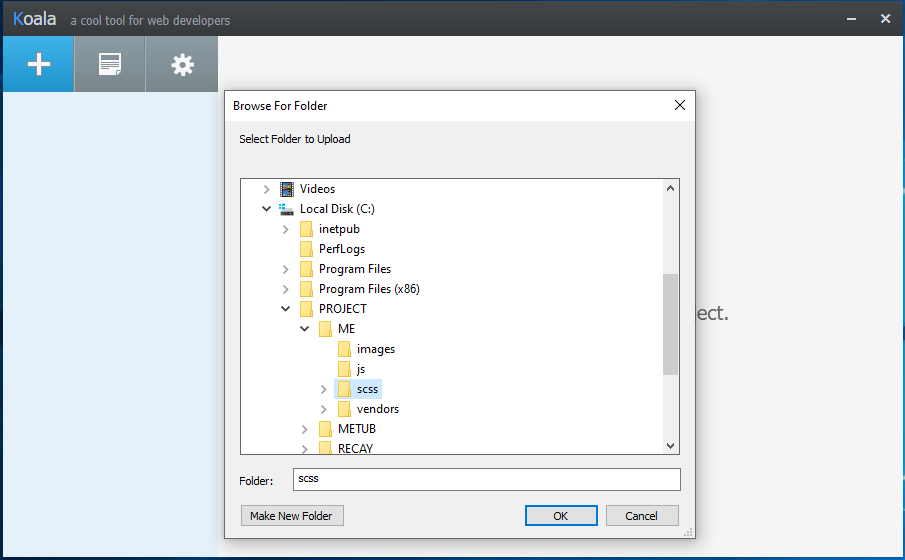 Koala a cool tool for web developers
Browse For Folder
Select Folder to Upload
Videos
Local Disk (C:)
inetpub
PerfLogs
Program Files
Program Files (x86)
PROJECT
ect.
ME
images
js
scss
vendors
METUB
RECAY
Folder: scss
Make New Folder OK Cancel